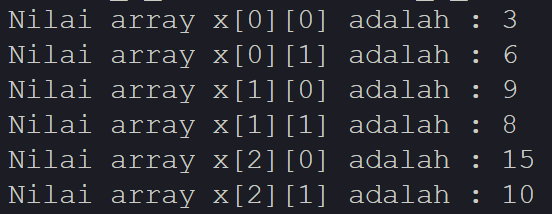 Nilai array x[0][0] adalah : 3
Nilai array x[0][1] adalah : 6
Nilai array x[1][0] adalah : 9
Nilai array x[1][1] adalah : 8
Nilai array x[2][0] adalah : 15
Nilai array x[2][1] adalah : 10